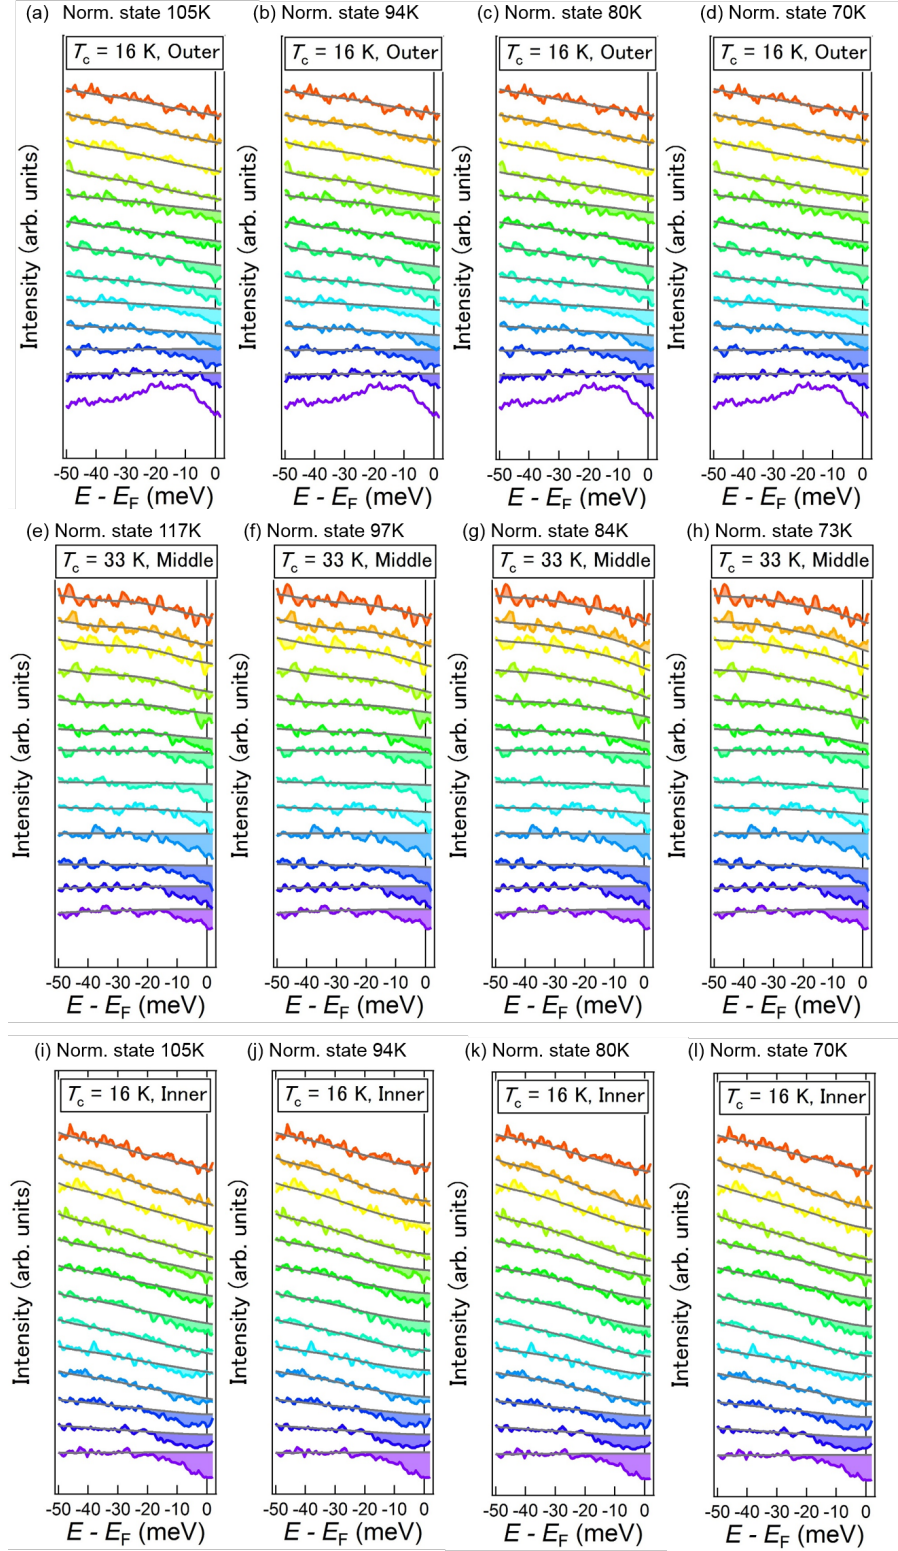 (a) Norm. state 105K (b) Norm. state 94K (c) Norm. state 80K (d) Norm. state 70K
Tc = 16 K, Outer Tc = 16 K, Outer Tc = 16 K, Outer Tc = 16 K, Outer
Intensity (arb. units) Intensity (arb. units) Intensity (arb. units) Intensity (arb. units)
-50 -40 -30 -20 -10 0 -50 -40 -30 -20 -10 0 -50 -40 -30 -20 -10 0 -50 -40 -30 -20 -10 0
E - EF (meV) E - EF (meV) E - EF (meV) E - EF (meV)
(e) Norm. state 117K (f) Norm. state 97K (g) Norm. state 84K (h) Norm. state 73K
Tc = 33 K, Middle Tc = 33 K, Middle Tc = 33 K, Middle Tc = 33 K, Middle
Intensity (arb. units) Intensity (arb. units) Intensity (arb. units) Intensity (arb. units)
-50 -40 -30 -20 -10 0 -50 -40 -30 -20 -10 0 -50 -40 -30 -20 -10 0 -50 -40 -30 -20 -10 0
E - EF (meV) E - EF (meV) E - EF (meV) E - EF (meV)
(i) Norm. state 105K (j) Norm. state 94K (k) Norm. state 80K (l) Norm. state 70K
Tc = 16 K, Inner Tc = 16 K, Inner Tc = 16 K, Inner Tc = 16 K, Inner
Intensity (arb. units) Intensity (arb. units) Intensity (arb. units) Intensity (arb. units)
-50 -40 -30 -20 -10 0 -50 -40 -30 -20 -10 0 -50 -40 -30 -20 -10 0 -50 -40 -30 -20 -10 0
E - EF (meV) E - EF (meV) E - EF (meV) E - EF (meV)